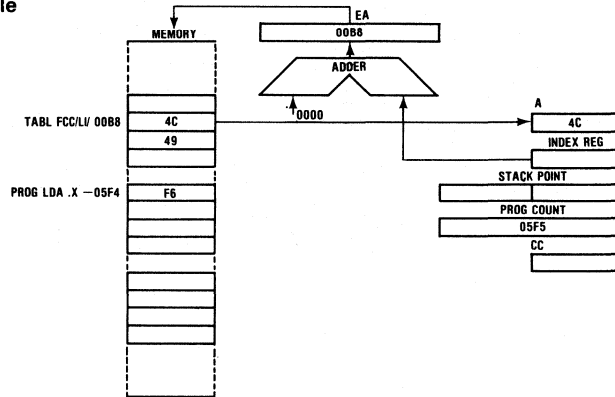 le
EA
MEMORY
00B8
ADDER
A
TABL FCC/LI/ 00B8
4C
0000
4C
49
INDEX REG
STACK POINT
PROG LDA .X —05F4
F6
PROG COUNT
05F5
CC